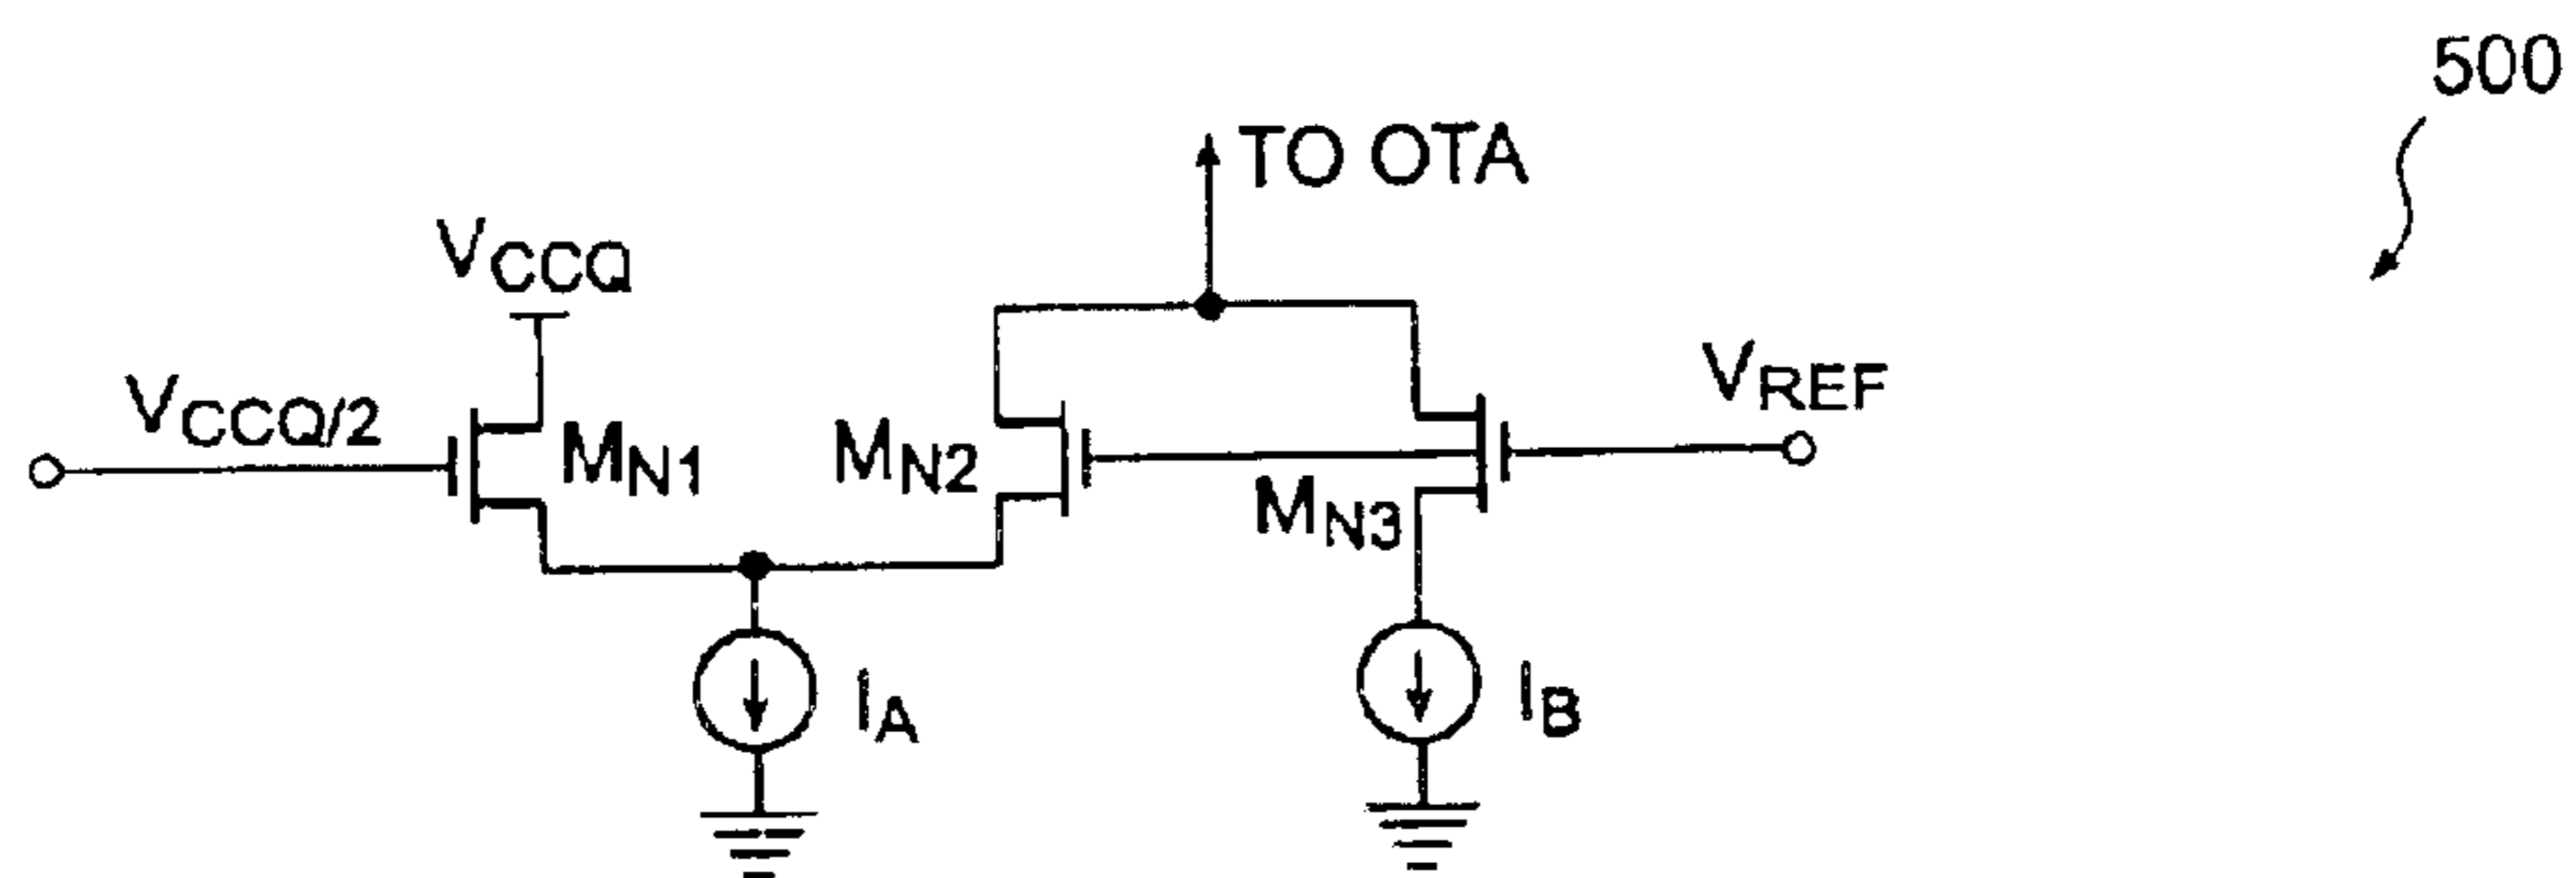 500
TO OTA
VCCQ
VCCQ/2
MN1
MN2
MN3
VREF
IA
IB